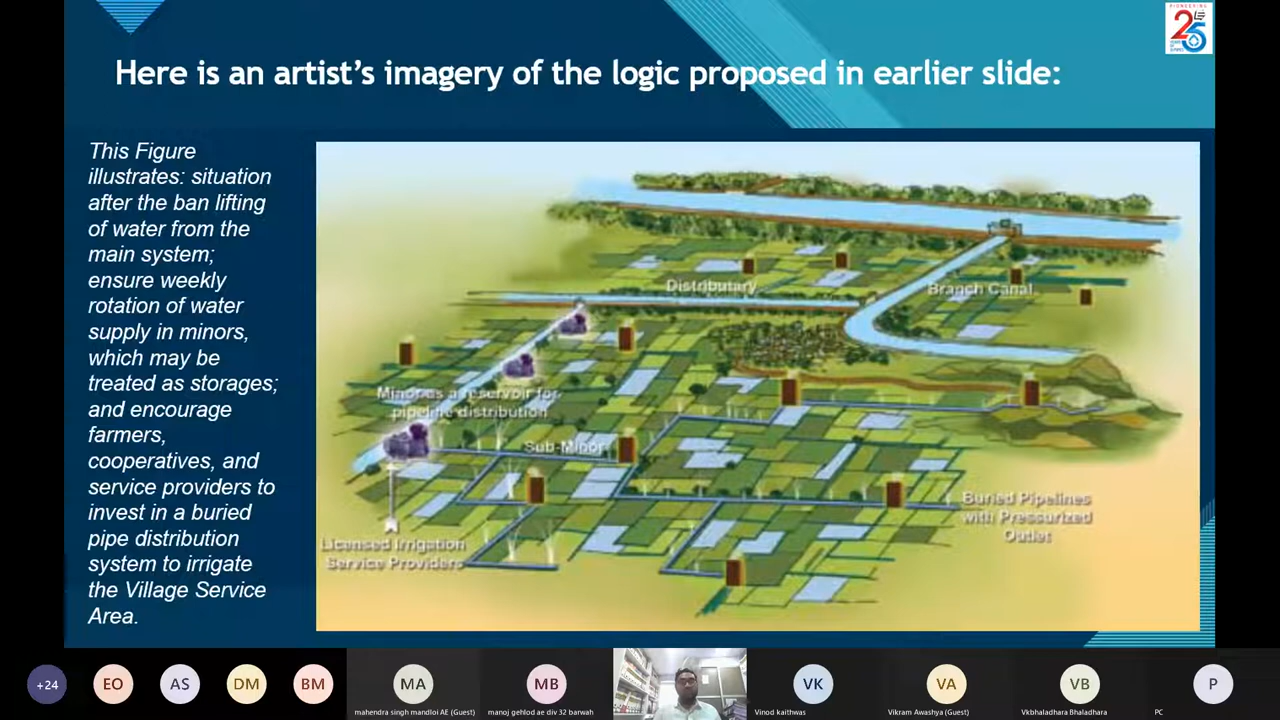 PIONEERING
25
Here is an artist's imagery of the logic proposed in earlier slide:
This Figure
illustrates: situation
after the ban lifting
of water from the
main system;
ensure weekly
rotation of water
supply in minors,
which may be
treated as storages;
and encourage
farmers,
cooperatives, and
service providers to
invest in a buried
pipe distribution
system to irrigate
the Village Service
Area.
Distributary
Branch Canal
Minor as a reservoir for
pipeline distribution
Sub-Minor
Buried Pipelines
with Pressurized
Outlet
Licensed Irrigation
Service Providers
+24
EO
AS
DM
BM
MA
mahendra singh mandloi AE (Guest)
MB
manoj gehlod ae div 32 barwah
VK
Vinod kaithwas
VA
Vikram Awashya (Guest)
VB
Vkbhaladhara Bhaladhara
P
PC